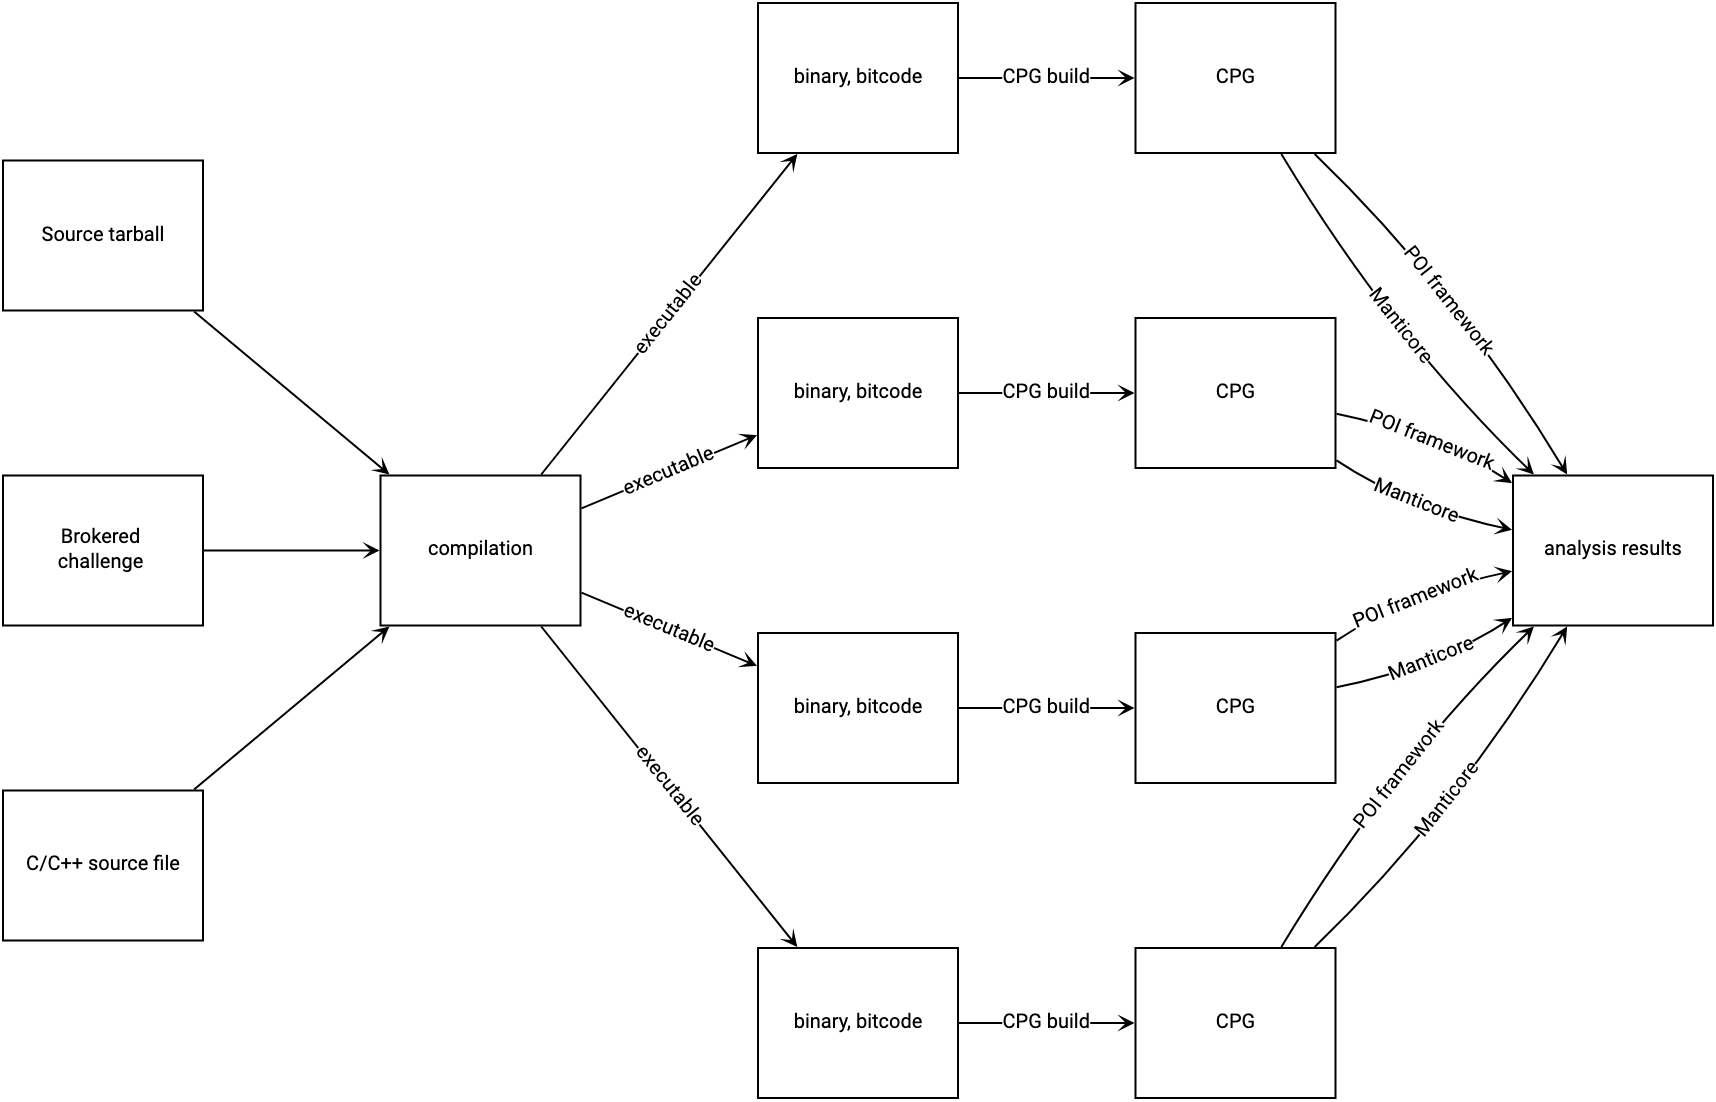 Source tarball
Brokered
challenge
C/C++ source file
compilation
executable
executable
executable
executable
binary, bitcode
CPG build
CPG
binary, bitcode
CPG build
CPG
binary, bitcode
CPG build
CPG
binary, bitcode
CPG build
CPG
POI framework
Manticore
POI framework
Manticore
POI framework
Manticore
POI framework
Manticore
analysis results